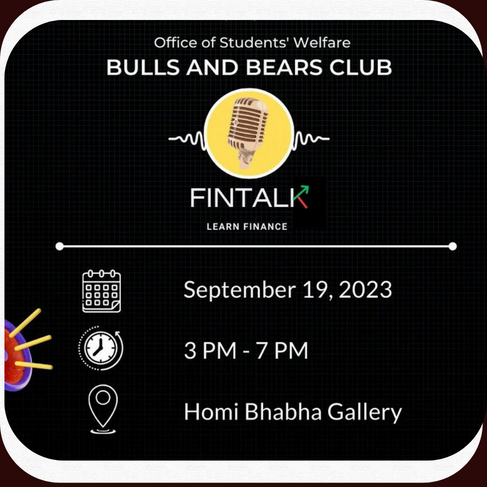 Office of Students' Welfare
BULLS AND BEARS CLUB
FINTALK
LEARN FINANCE
September 19, 2023
3 PM - 7 PM
Homi Bhabha Gallery